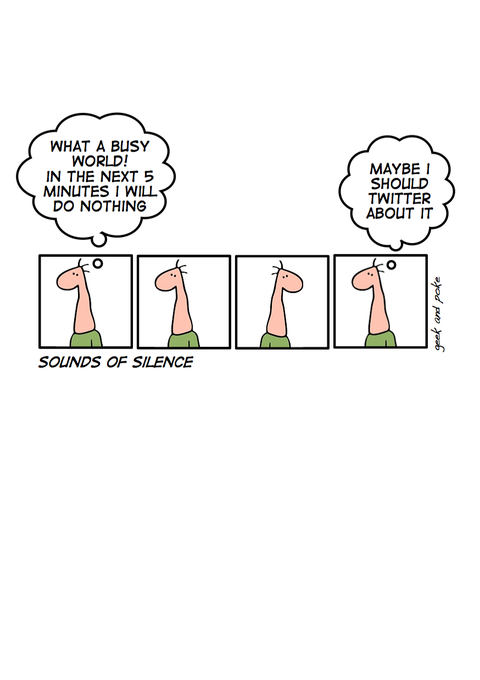 WHAT A BUSY
WORLD!
IN THE NEXT 5
MINUTES I WILL
DO NOTHING
MAYBE I
SHOULD
TWITTER
ABOUT IT
geek and poke
SOUNDS OF SILENCE